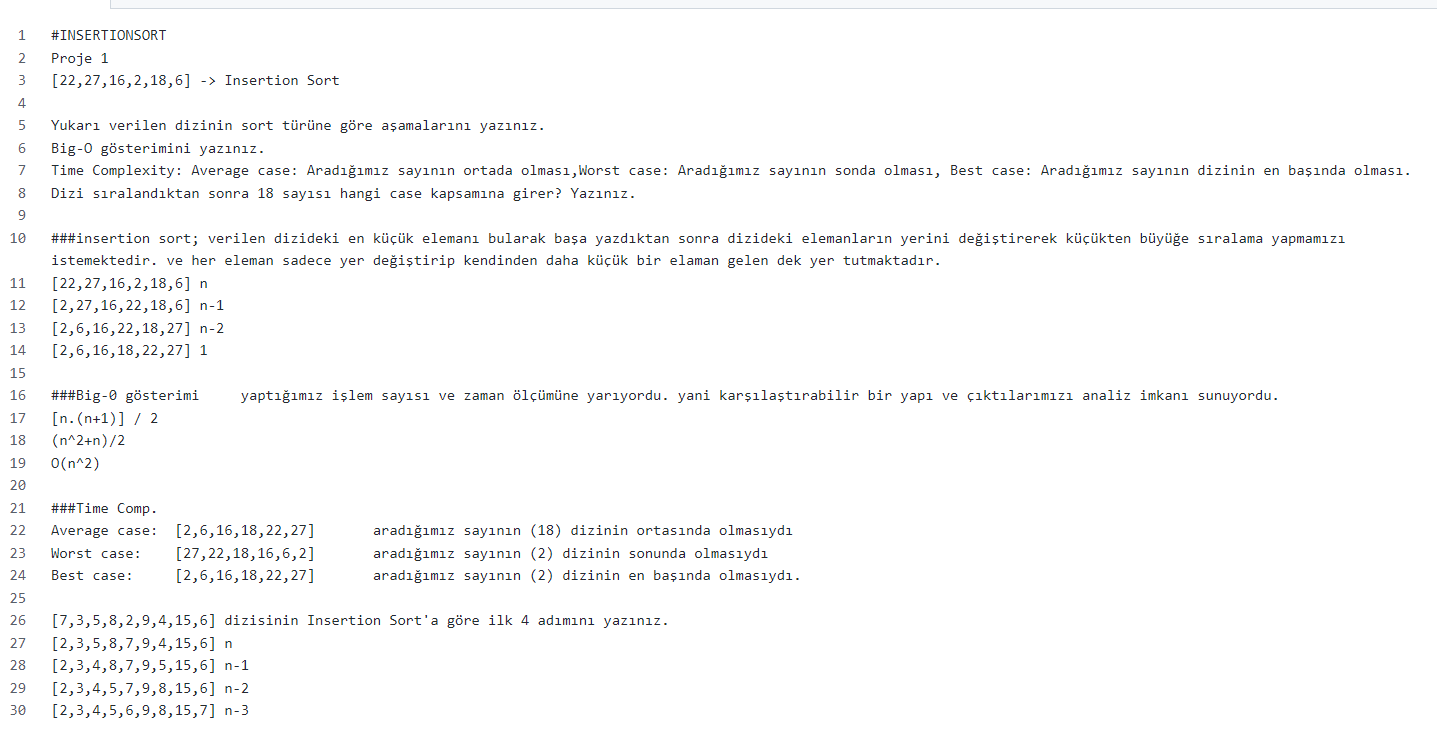 1 #INSERTIONSORT
2 Proje 1
3 [22,27,16,2,18,6] -> Insertion Sort
4
5 Yukarı verilen dizinin sort türüne göre aşamalarını yazınız.
6 Big-O gösterimini yazınız.
7 Time Complexity: Average case: Aradığımız sayının ortada olması,Worst case: Aradığımız sayının sonda olması, Best case: Aradığımız sayının dizinin en başında olması.
8 Dizi sıralandıktan sonra 18 sayısı hangi case kapsamına girer? Yazınız.
9
10 ###insertion sort; verilen dizideki en küçük elemanı bularak başa yazdıktan sonra dizideki elemanların yerini değiştirerek küçükten büyüğe sıralama yapmamızı
istemektedir. ve her eleman sadece yer değiştirip kendinden daha küçük bir elaman gelen dek yer tutmaktadır.
11 [22,27,16,2,18,6] n
12 [2,27,16,22,18,6] n-1
13 [2,6,16,22,18,27] n-2
14 [2,6,16,18,22,27] 1
15
16 ###Big-0 gösterimi     yaptığımız işlem sayısı ve zaman ölçümüne yarıyordu. yani karşılaştırabilir bir yapı ve çıktılarımızı analiz imkanı sunuyordu.
17 [n.(n+1)] / 2
18 (n^2+n)/2
19 O(n^2)
20
21 ###Time Comp.
22 Average case:  [2,6,16,18,22,27]       aradığımız sayının (18) dizinin ortasında olmasıydı
23 Worst case:    [27,22,18,16,6,2]       aradığımız sayının (2) dizinin sonunda olmasıydı
24 Best case:     [2,6,16,18,22,27]       aradığımız sayının (2) dizinin en başında olmasıydı.
25
26 [7,3,5,8,2,9,4,15,6] dizisinin Insertion Sort'a göre ilk 4 adımını yazınız.
27 [2,3,5,8,7,9,4,15,6] n
28 [2,3,4,8,7,9,5,15,6] n-1
29 [2,3,4,5,7,9,8,15,6] n-2
30 [2,3,4,5,6,9,8,15,7] n-3